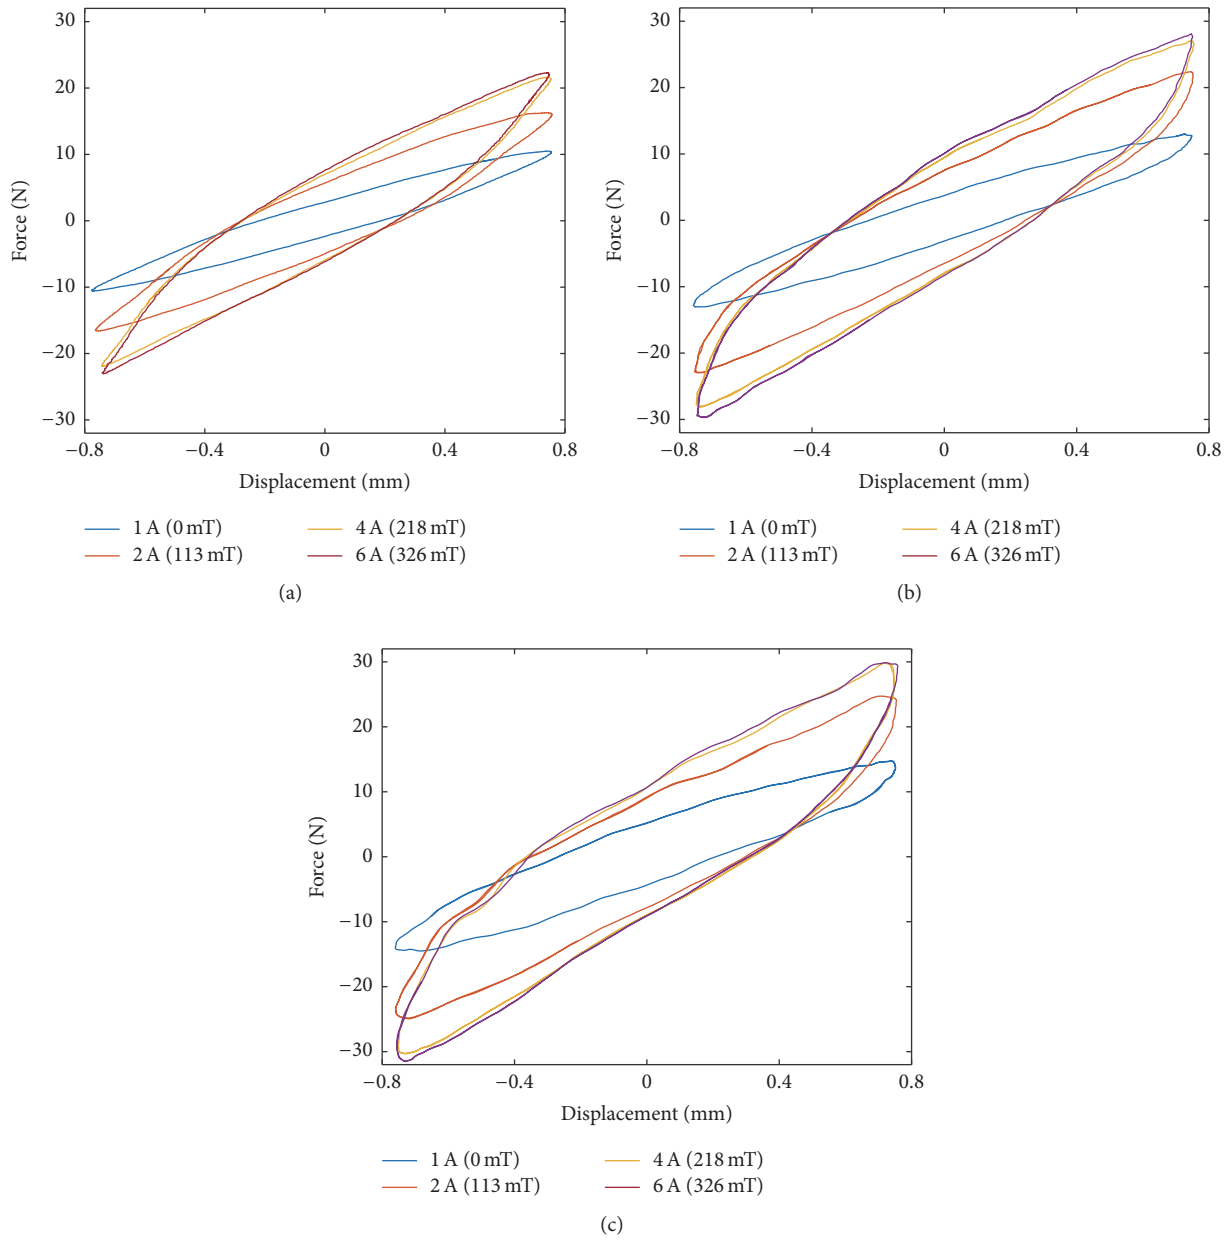 30
20
10
0
−10
−20
−30
Force (N)
−0.8
−0.4
0
0.4
0.8
Displacement (mm)
1 A (0 mT)
4 A (218 mT)
2 A (113 mT)
6 A (326 mT)
(a)
30
20
10
0
−10
−20
−30
Force (N)
−0.8
−0.4
0
0.4
0.8
Displacement (mm)
1 A (0 mT)
4 A (218 mT)
2 A (113 mT)
6 A (326 mT)
(b)
30
20
10
0
−10
−20
−30
Force (N)
−0.8
−0.4
0
0.4
0.8
Displacement (mm)
1 A (0 mT)
4 A (218 mT)
2 A (113 mT)
6 A (326 mT)
(c)